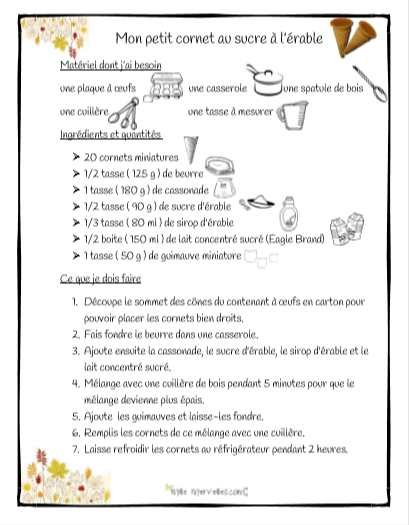 Mon petit cornet au sucre à l'érable
Matériel dont j'ai besoin
une plaque à œufs une casserole une spatule de bois
une cuillère une tasse à mesurer
Ingrédients et quantités
➤ 20 cornets miniatures
➤ 1/2 tasse ( 125 g ) de beurre
➤ 1 tasse ( 180 g ) de cassonade
➤ 1/2 tasse ( 90 g ) de sucre d'érable
➤ 1/3 tasse ( 80 ml ) de sirop d'érable
➤ 1/2 boite ( 150 ml ) de lait concentré sucré (Eagle Brand)
➤ 1 tasse ( 50 g ) de guimauve miniature
Ce que je dois faire
1. Découpe le sommet des cônes du contenant à œufs en carton pour
pouvoir placer les cornets bien droits.
2. Fais fondre le beurre dans une casserole.
3. Ajoute ensuite la cassonade, le sucre d'érable, le sirop d'érable et le
lait concentré sucré.
4. Mélange avec une cuillère de bois pendant 5 minutes pour que le
mélange devienne plus épais.
5. Ajoute les guimauves et laisse-les fondre.
6. Remplis les cornets de ce mélange avec une cuillère.
7. Laisse refroidir les cornets au réfrigérateur pendant 2 heures.